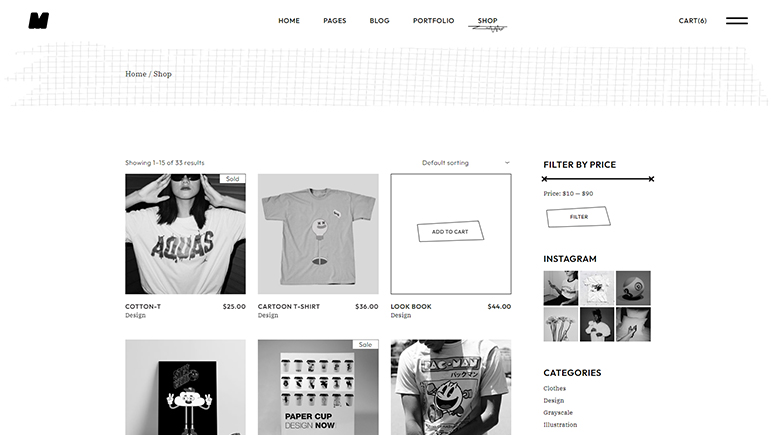 M
HOME PAGES BLOG PORTFOLIO SHOP CART(6)
Home / Shop
Showing 1–15 of 33 results Default sorting
Sold
AQUAS
ADD TO CART
COTTON-T $25.00
Design
CARTOON T-SHIRT $36.00
Design
LOOK BOOK $44.00
Design
Sale
PAPER CUP
DESIGN NOW
PAC-MAN
パックマン
FILTER BY PRICE
Price: $10 — $90
FILTER
INSTAGRAM
CATEGORIES
Clothes
Design
Grayscale
Illustration